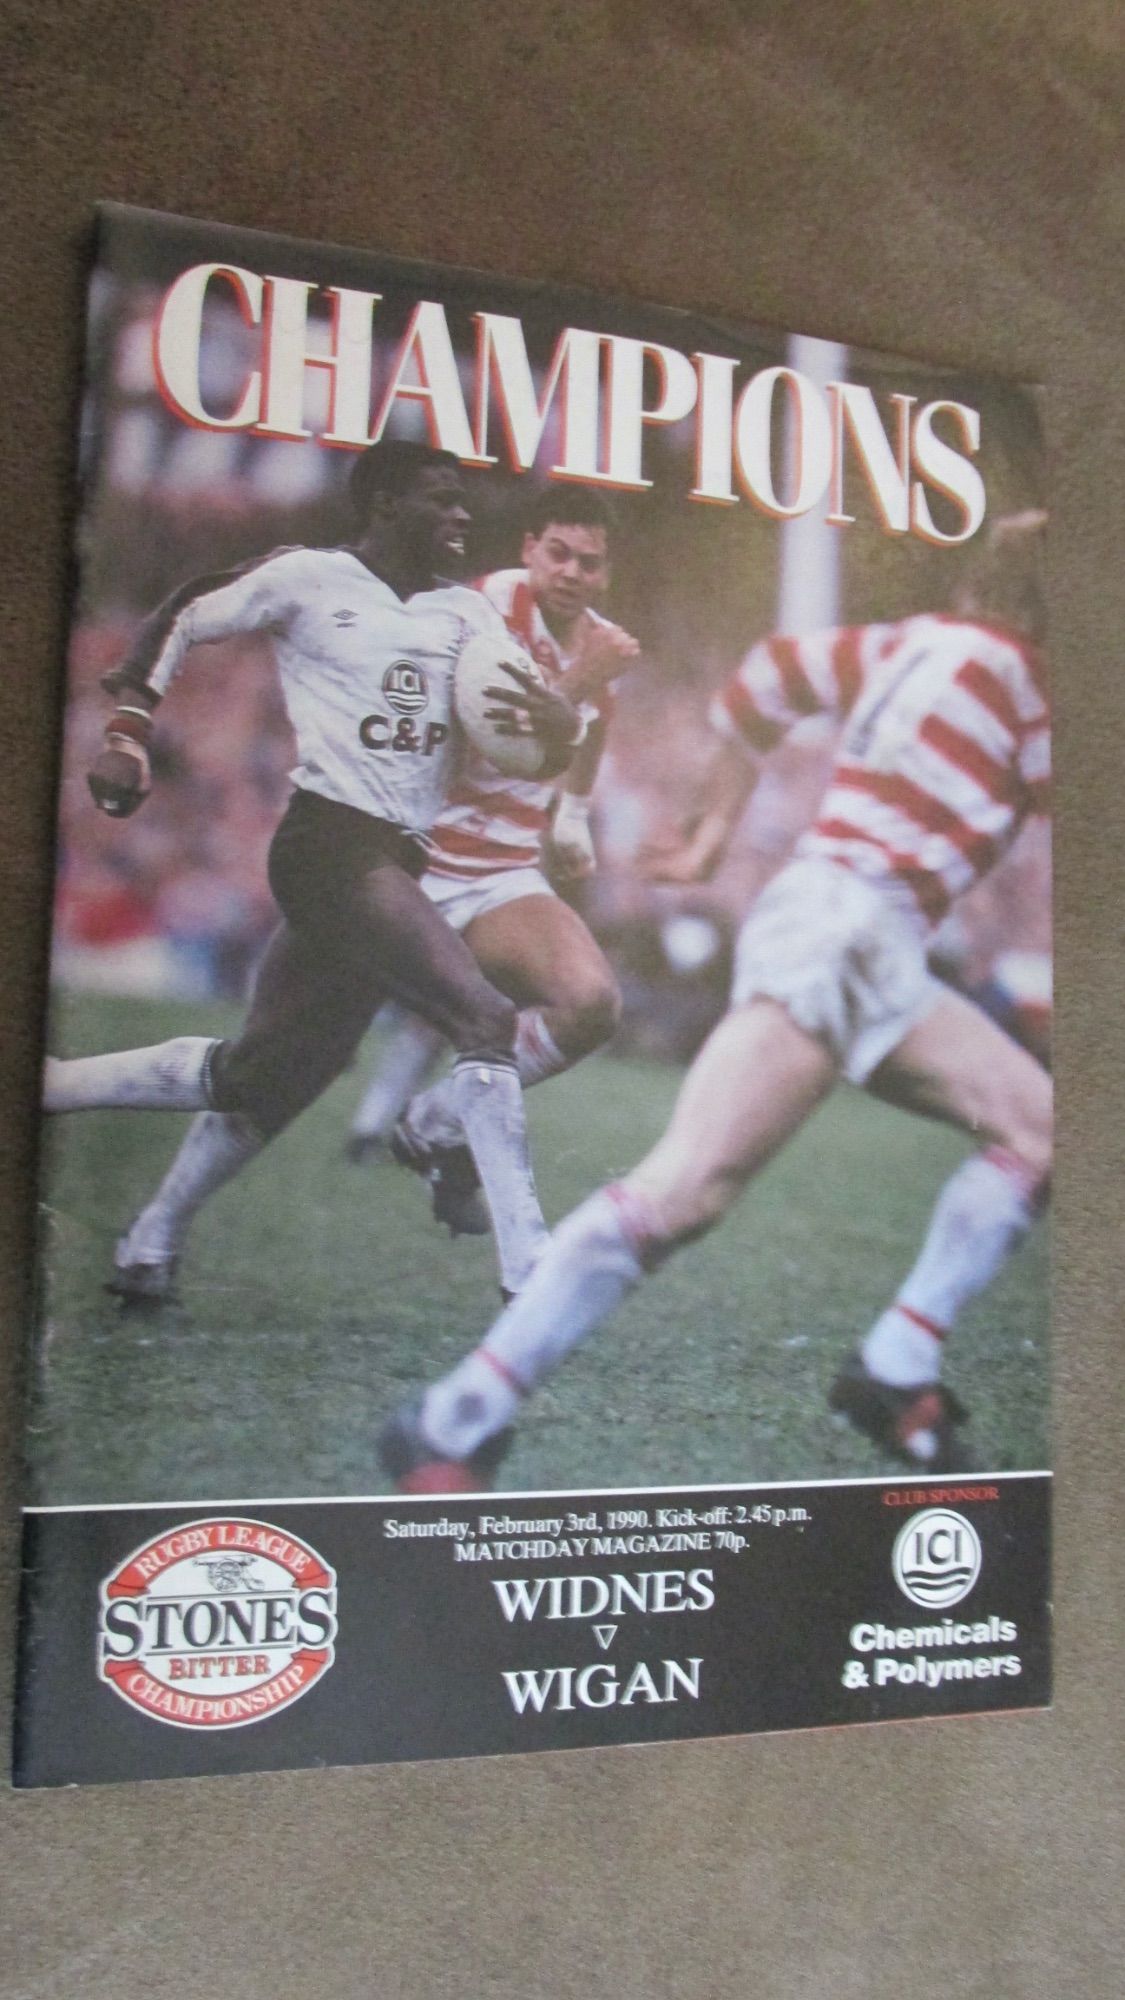 CHAMPIONS
ICI
C&P
Saturday, February 3rd, 1990. Kick-off: 2.45 p.m.
MATCHDAY MAGAZINE 70p.
WIDNES
v
WIGAN
RUGBY LEAGUE
STONES
BITTER
CHAMPIONSHIP
CLUB SPONSOR
ICI
Chemicals
& Polymers